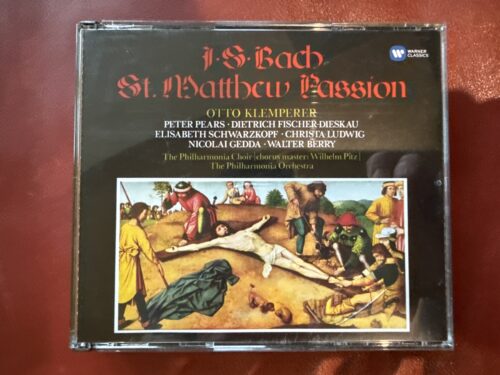 J·S·Bach
WARNER
CLASSICS
St. Matthew Passion
OTTO KLEMPERER
PETER PEARS · DIETRICH FISCHER-DIESKAU
ELISABETH SCHWARZKOPF · CHRISTA LUDWIG
NICOLAI GEDDA · WALTER BERRY
The Philharmonia Choir [chorus master: Wilhelm Pitz]
The Philharmonia Orchestra